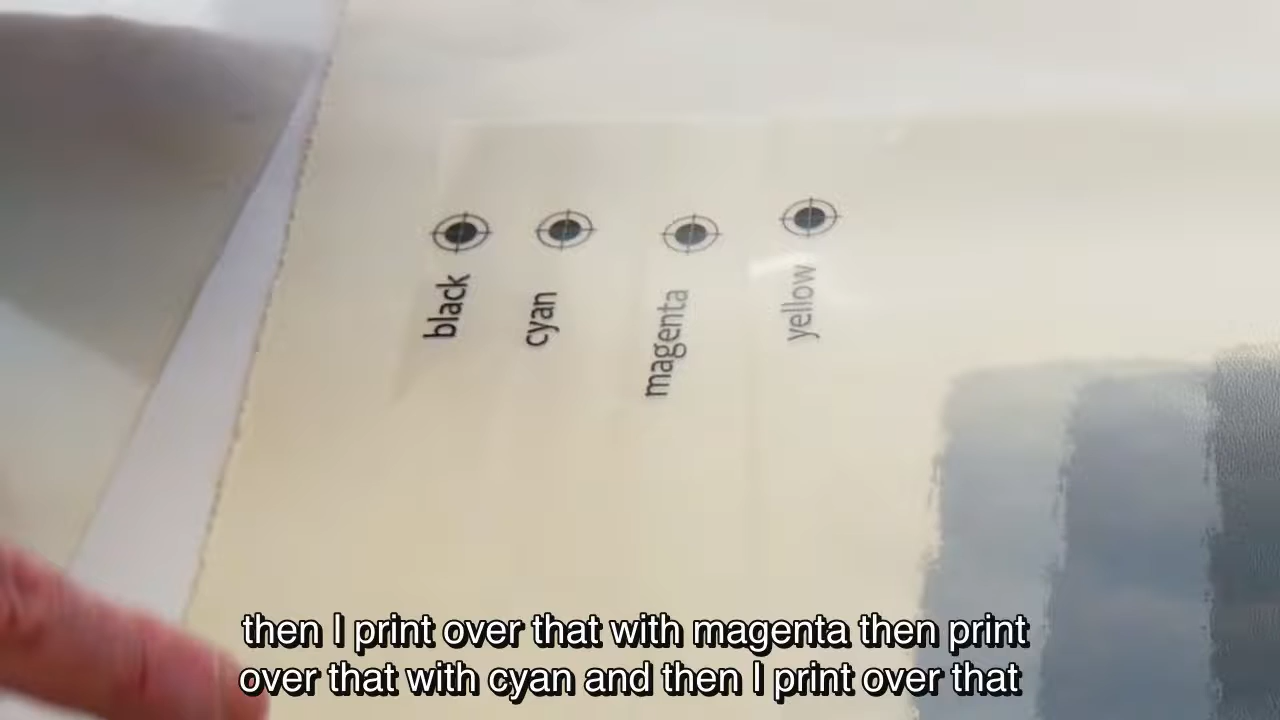 black
cyan
magenta
yellow
then I print over that with magenta then print
over that with cyan and then I print over that